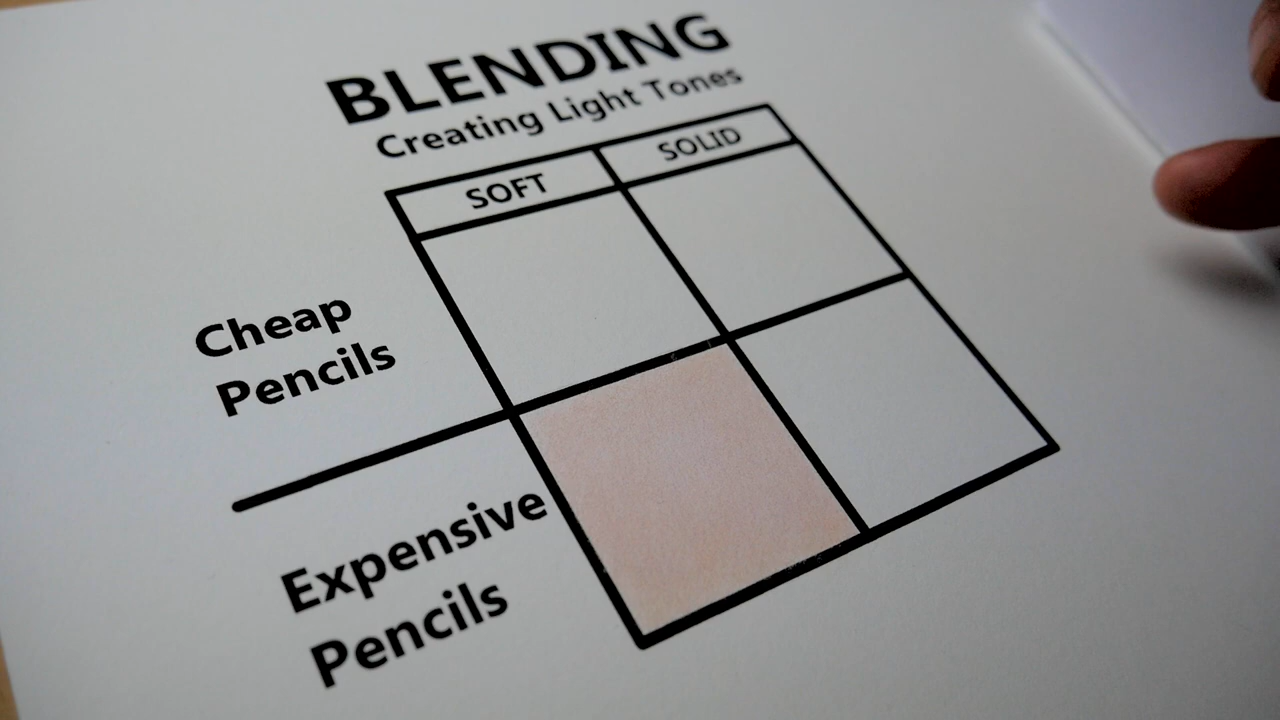 BLENDING
Creating Light Tones
SOFT
SOLID
Cheap
Pencils
Expensive
Pencils